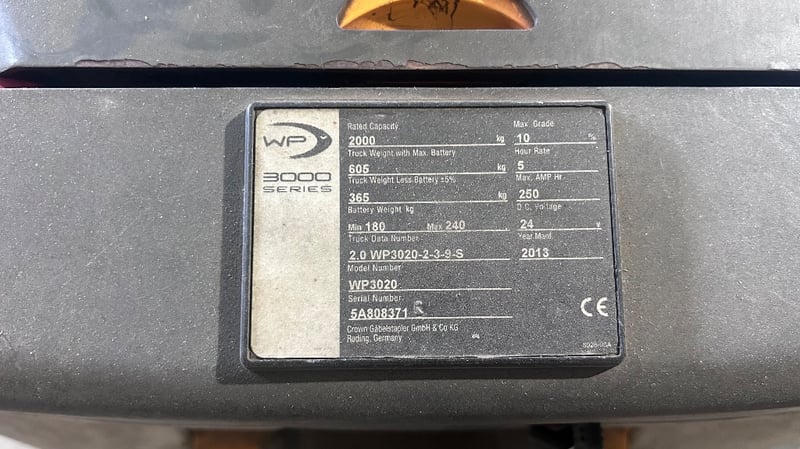 WP
3000
SERIES
Rated Capacity
2000 kg
Truck Weight with Max. Battery
605 kg
Truck Weight Less Battery ±5%
365 kg
Battery Weight kg
Min 180 Max 240
Truck Data Number
2.0 WP3020-2-3-9-S
Model Number
WP3020
Serial Number
5A808371
Crown Gabelstapler GmbH & Co KG
Roding, Germany
Max. Grade
10 %
Hour Rate
5
Max. AMP Hr.
250
D.C. Voltage
24 v
Year Manf.
2013
CE